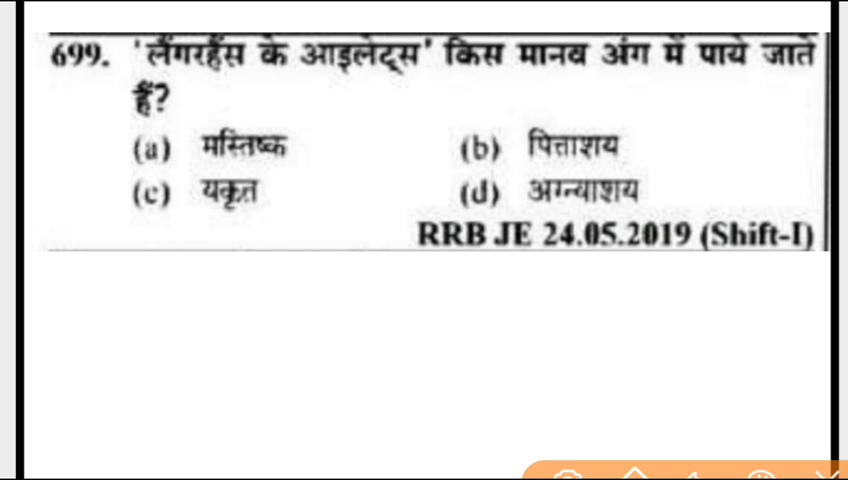 699. 'लैंगरहैंस के आइलेट्स' किस मानव अंग में पाये जाते
हैं?
(a) मस्तिष्क (b) पित्ताशय
(c) यकृत (d) अग्न्याशय
RRB JE 24.05.2019 (Shift-I)